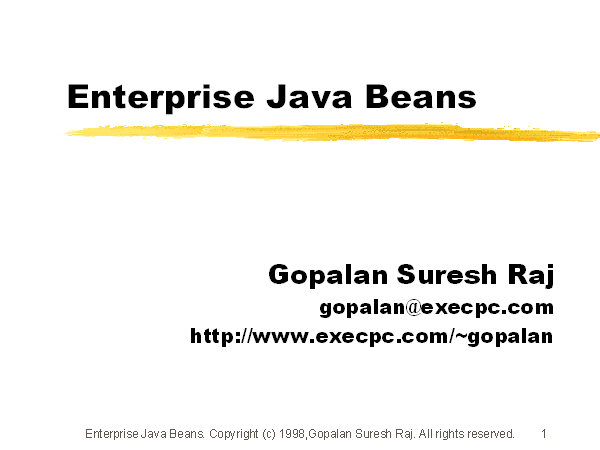 Enterprise Java Beans
Gopalan Suresh Raj
gopalan@execpc.com
http://www.execpc.com/~gopalan
Enterprise Java Beans. Copyright (c) 1998,Gopalan Suresh Raj. All rights reserved. 1